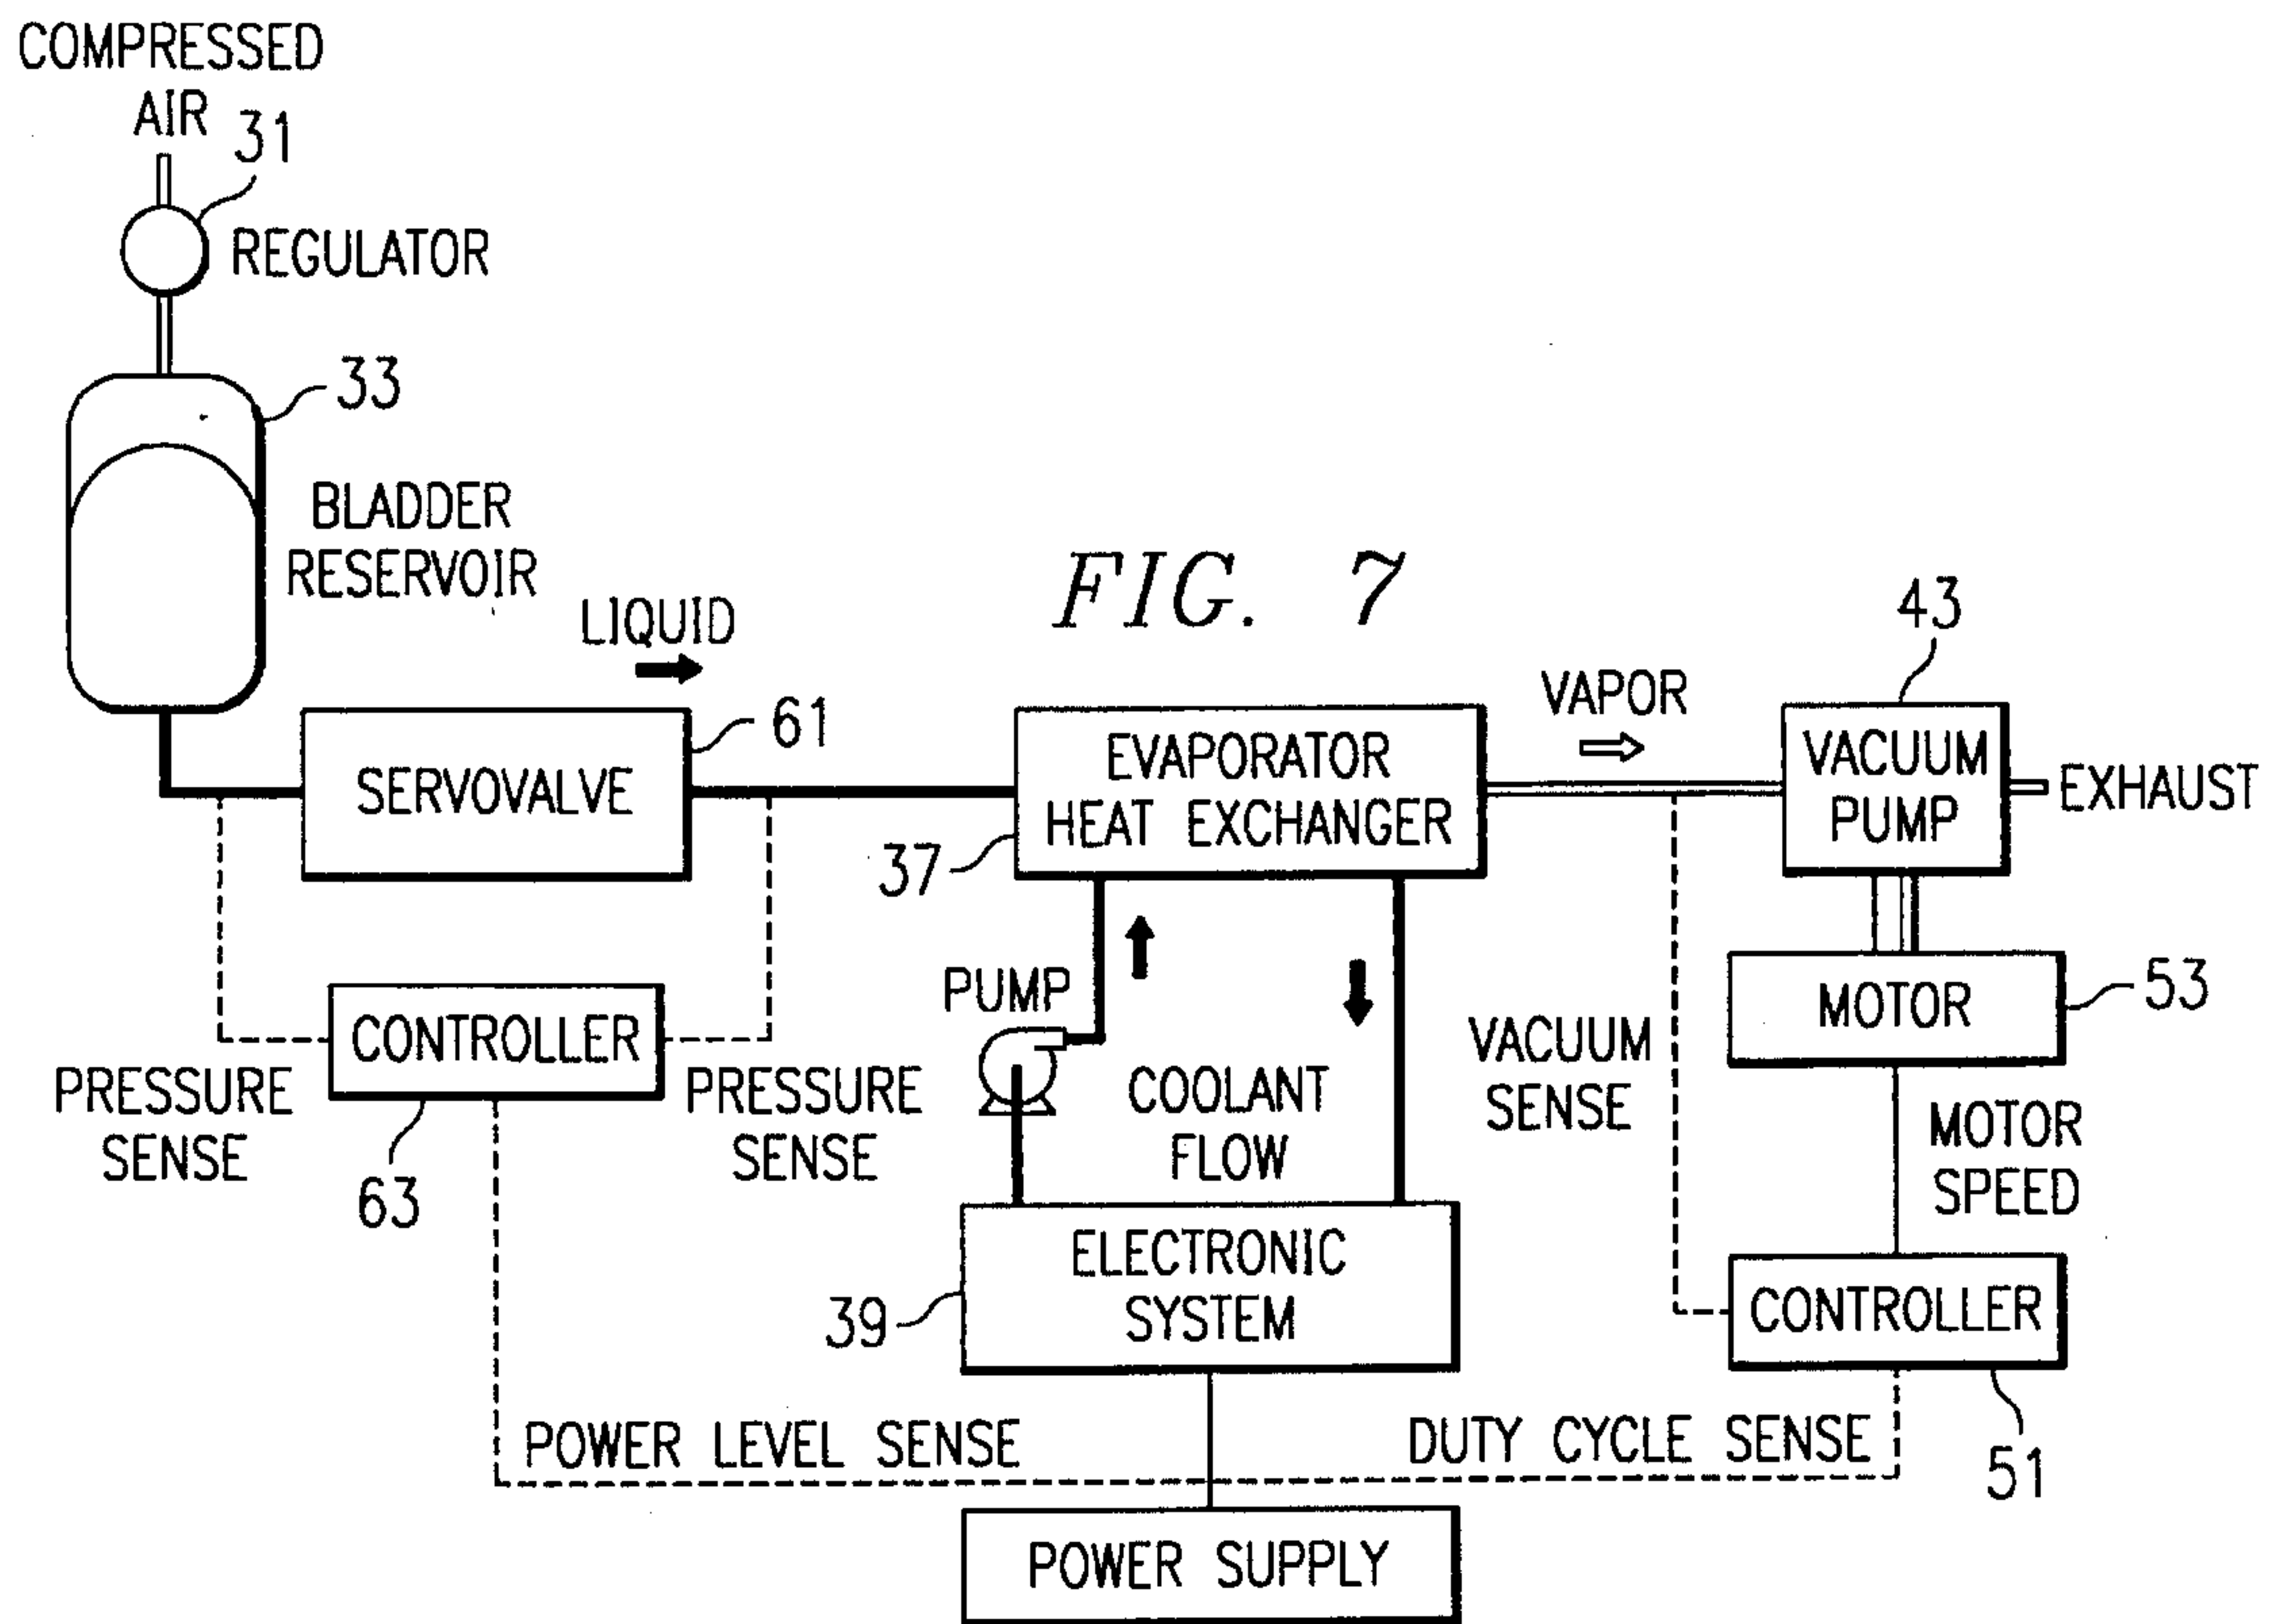 COMPRESSED
AIR
31
REGULATOR
33
BLADDER
RESERVOIR
LIQUID
FIG. 7
43
61
VAPOR
SERVOVALVE
EVAPORATOR
HEAT EXCHANGER
VACUUM
PUMP
EXHAUST
37
PUMP
MOTOR
53
CONTROLLER
PRESSURE
SENSE
PRESSURE
SENSE
COOLANT
FLOW
VACUUM
SENSE
MOTOR
SPEED
63
ELECTRONIC
SYSTEM
39
CONTROLLER
POWER LEVEL SENSE
DUTY CYCLE SENSE
51
POWER SUPPLY